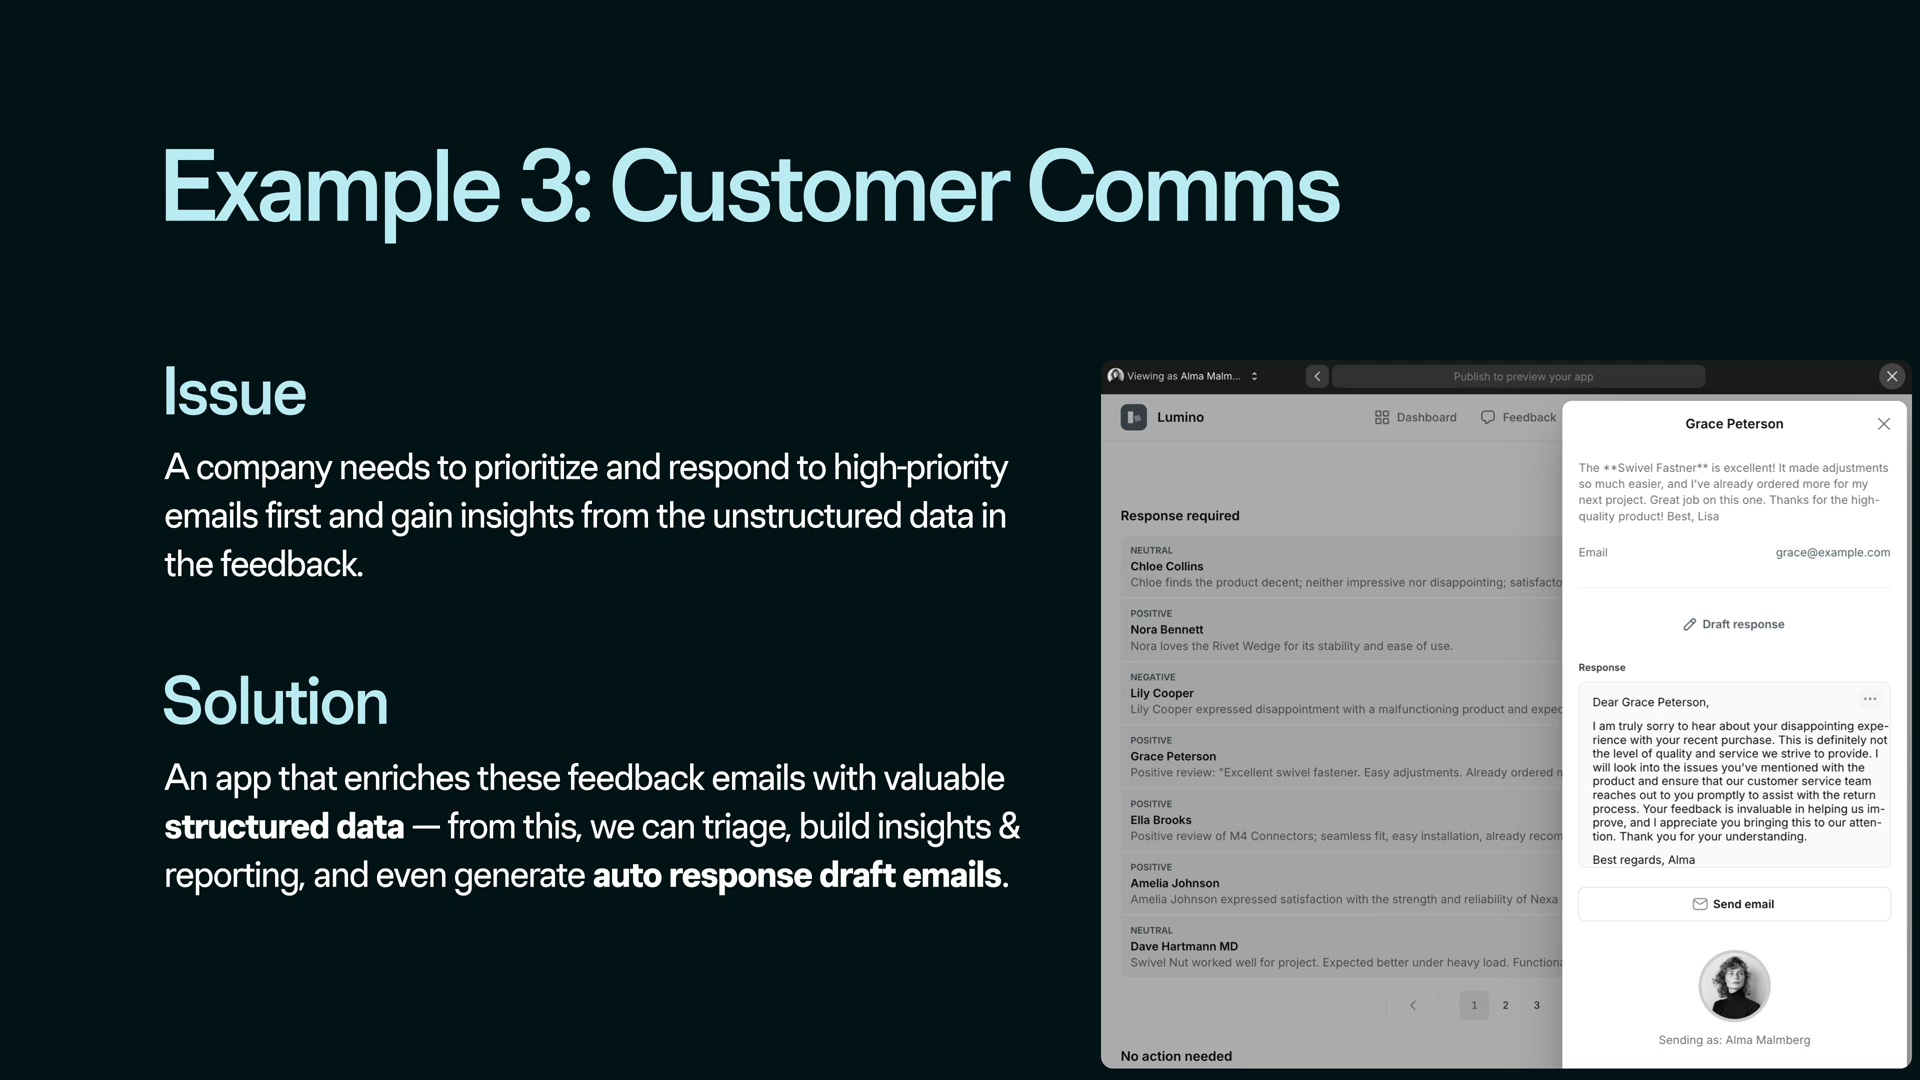 Example 3: Customer Comms
Issue
A company needs to prioritize and respond to high-priority
emails first and gain insights from the unstructured data in
the feedback.
Solution
An app that enriches these feedback emails with valuable
structured data — from this, we can triage, build insights &
reporting, and even generate auto response draft emails.
Viewing as Alma Malm...
Publish to preview your app
Lumino
Dashboard
Feedback
Response required
NEUTRAL
Chloe Collins
Chloe finds the product decent; neither impressive nor disappointing; satisfacto
POSITIVE
Nora Bennett
Nora loves the Rivet Wedge for its stability and ease of use.
NEGATIVE
Lily Cooper
Lily Cooper expressed disappointment with a malfunctioning product and expec
POSITIVE
Grace Peterson
Positive review: "Excellent swivel fastener. Easy adjustments. Already ordered m
POSITIVE
Ella Brooks
Positive review of M4 Connectors; seamless fit, easy installation, already recom
POSITIVE
Amelia Johnson
Amelia Johnson expressed satisfaction with the strength and reliability of Nexa
NEUTRAL
Dave Hartmann MD
Swivel Nut worked well for project. Expected better under heavy load. Functiona
1 2 3
No action needed
Grace Peterson
The **Swivel Fastner** is excellent! It made adjustments
so much easier, and I've already ordered more for my
next project. Great job on this one. Thanks for the high-
quality product! Best, Lisa
Email grace@example.com
Draft response
Response
Dear Grace Peterson,
I am truly sorry to hear about your disappointing expe-
rience with your recent purchase. This is definitely not
the level of quality and service we strive to provide. I
will look into the issues you've mentioned with the
product and ensure that our customer service team
reaches out to you promptly to assist with the return
process. Your feedback is invaluable in helping us im-
prove, and I appreciate you bringing this to our atten-
tion. Thank you for your understanding.
Best regards, Alma
Send email
Sending as: Alma Malmberg